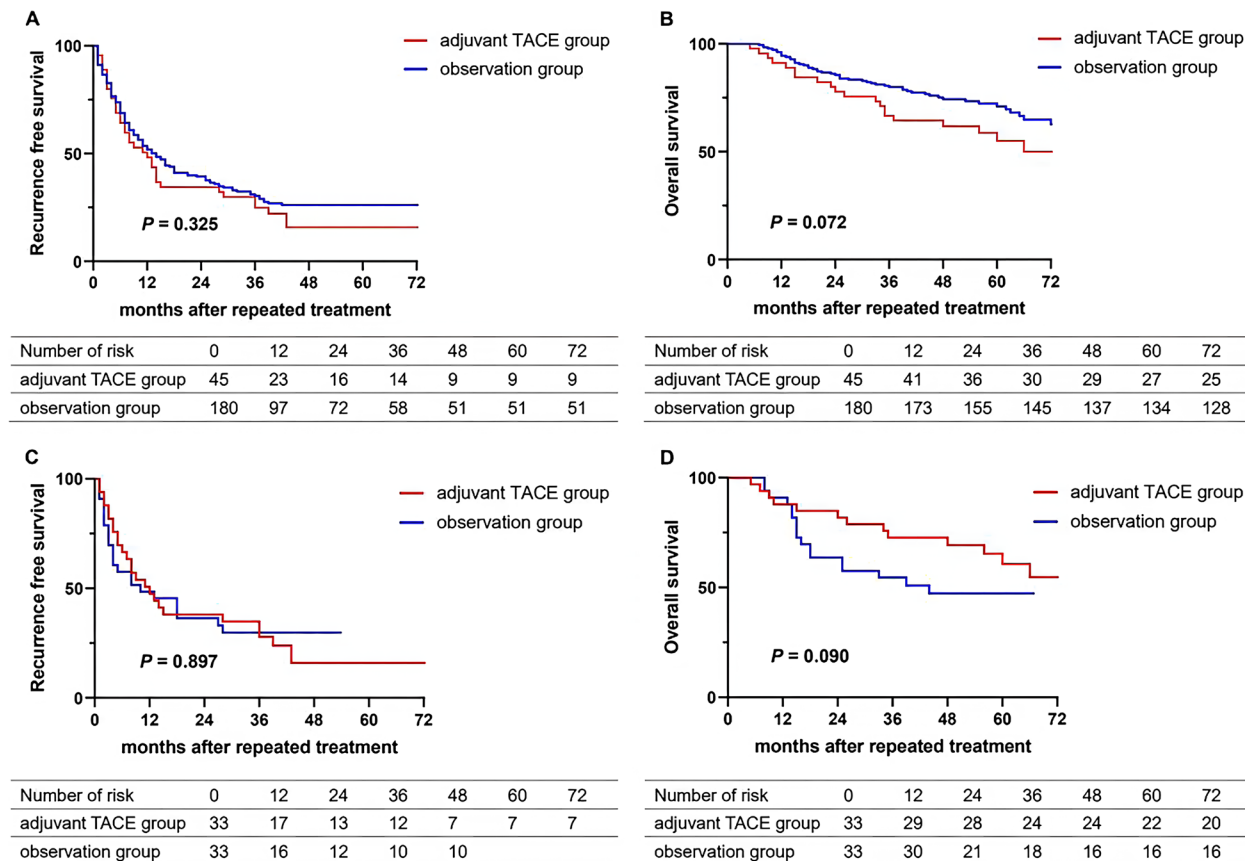 A
adjuvant TACE group
observation group
Recurrence free survival
100
50
0
P = 0.325
0 12 24 36 48 60 72
months after repeated treatment
Number of risk 0 12 24 36 48 60 72
adjuvant TACE group 45 23 16 14 9 9 9
observation group 180 97 72 58 51 51 51
B
adjuvant TACE group
observation group
Overall survival
100
50
0
P = 0.072
0 12 24 36 48 60 72
months after repeated treatment
Number of risk 0 12 24 36 48 60 72
adjuvant TACE group 45 41 36 30 29 27 25
observation group 180 173 155 145 137 134 128
C
adjuvant TACE group
observation group
Recurrence free survival
100
50
0
P = 0.897
0 12 24 36 48 60 72
months after repeated treatment
Number of risk 0 12 24 36 48 60 72
adjuvant TACE group 33 17 13 12 7 7 7
observation group 33 16 12 10 10
D
adjuvant TACE group
observation group
Overall survival
100
50
0
P = 0.090
0 12 24 36 48 60 72
months after repeated treatment
Number of risk 0 12 24 36 48 60 72
adjuvant TACE group 33 29 28 24 24 22 20
observation group 33 30 21 18 16 16 16